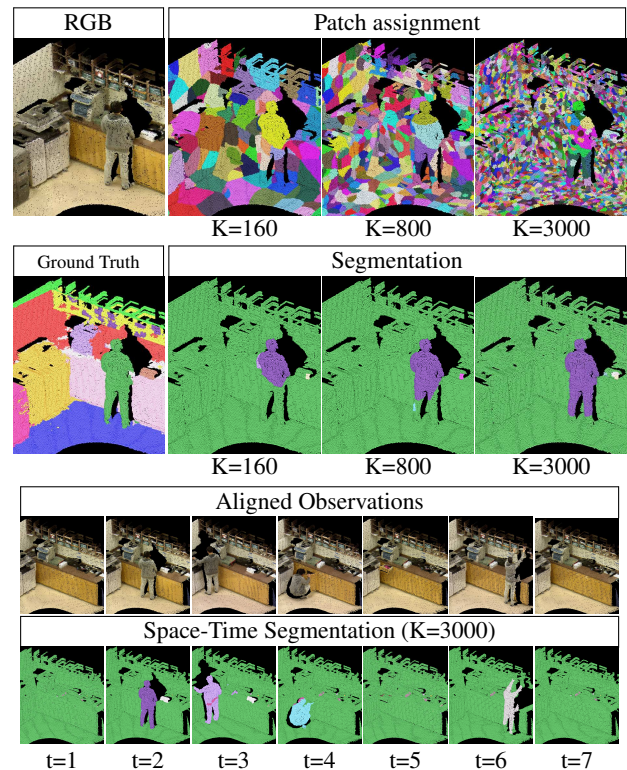 RGB Patch assignment
K=160 K=800 K=3000
Ground Truth Segmentation
K=160 K=800 K=3000
Aligned Observations
Space-Time Segmentation (K=3000)
t=1 t=2 t=3 t=4 t=5 t=6 t=7